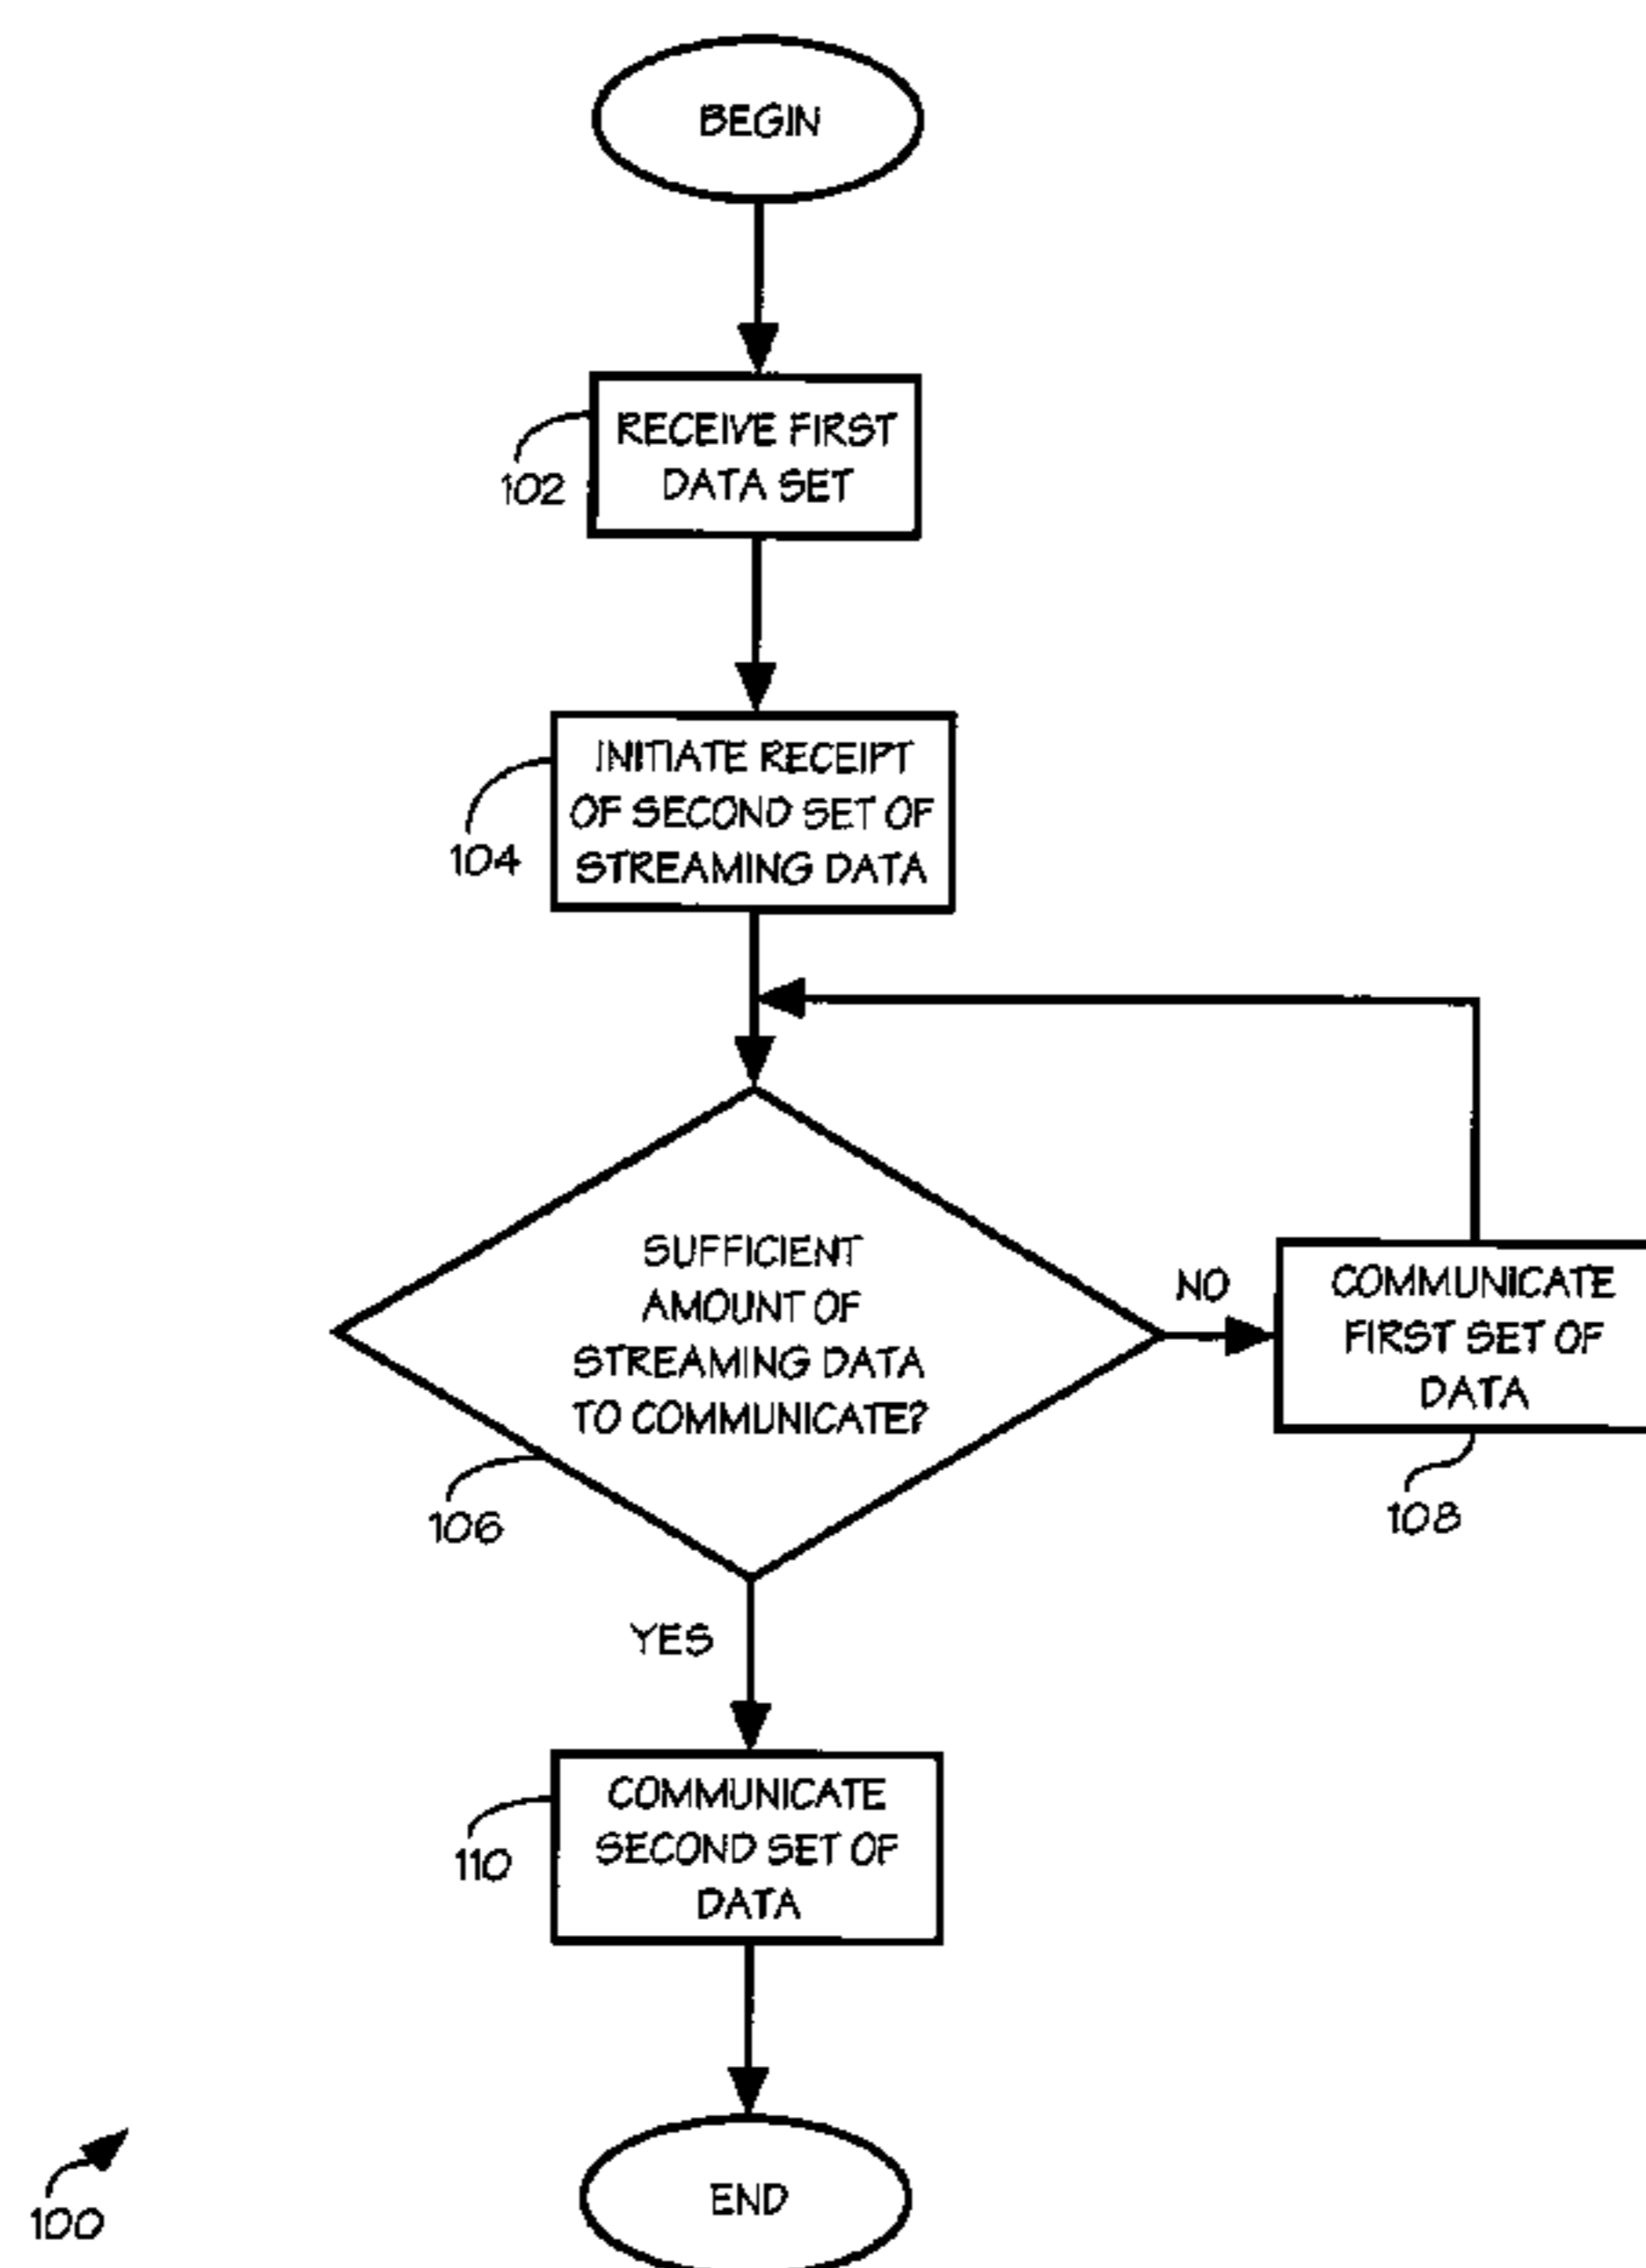 BEGIN
RECEIVE FIRST
DATA SET
102
INITIATE RECEIPT
OF SECOND SET OF
STREAMING DATA
104
SUFFICIENT
AMOUNT OF
STREAMING DATA
TO COMMUNICATE?
106
NO
COMMUNICATE
FIRST SET OF
DATA
108
YES
COMMUNICATE
SECOND SET OF
DATA
110
END
100